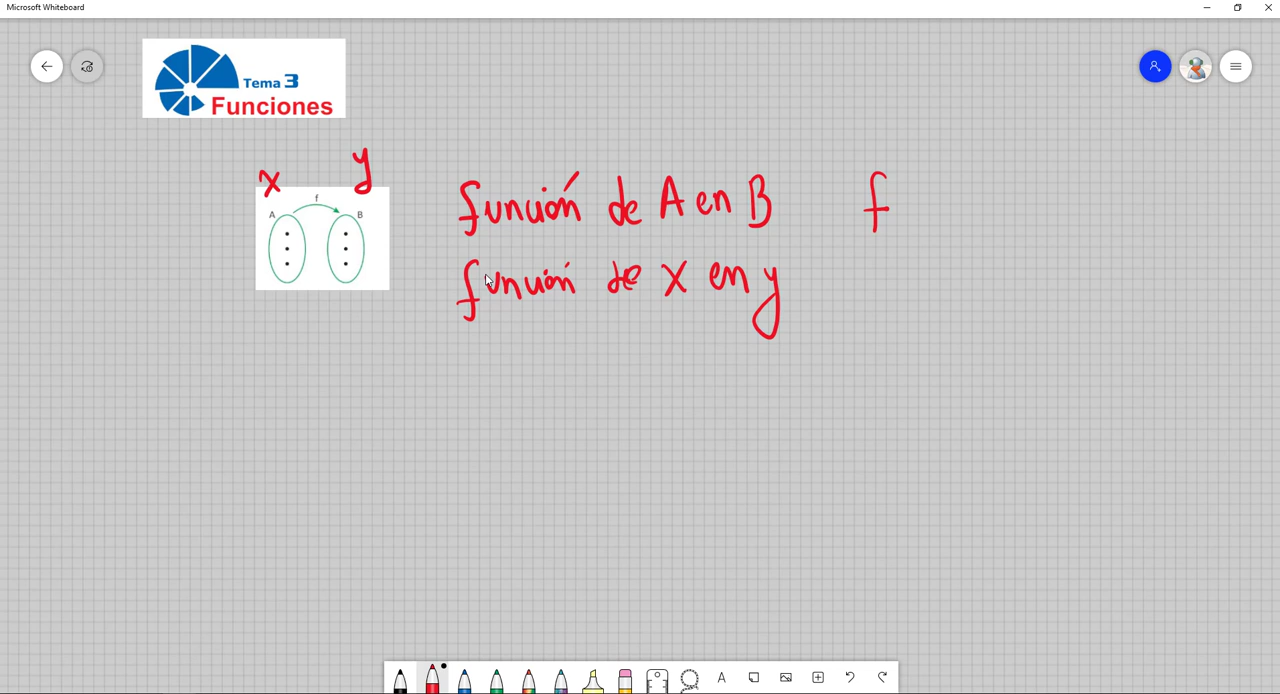 Microsoft Whiteboard
Tema 3
Funciones
x y
f
A B
función de A en B f
función de x en y
A